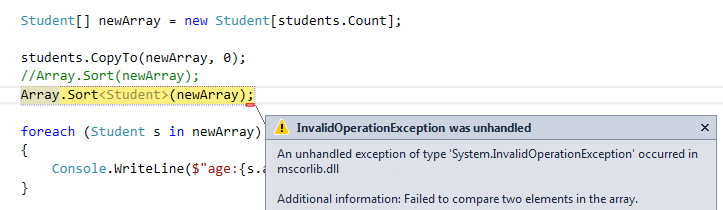 Student[] newArray = new Student[students.Count];
students.CopyTo(newArray, 0);
//Array.Sort(newArray);
Array.Sort<Student>(newArray);
InvalidOperationException was unhandled
foreach (Student s in newArray)
{
An unhandled exception of type 'System.InvalidOperationException' occurred in
Console.WriteLine($"age:{s.a
mscorlib.dll
}
Additional information: Failed to compare two elements in the array.